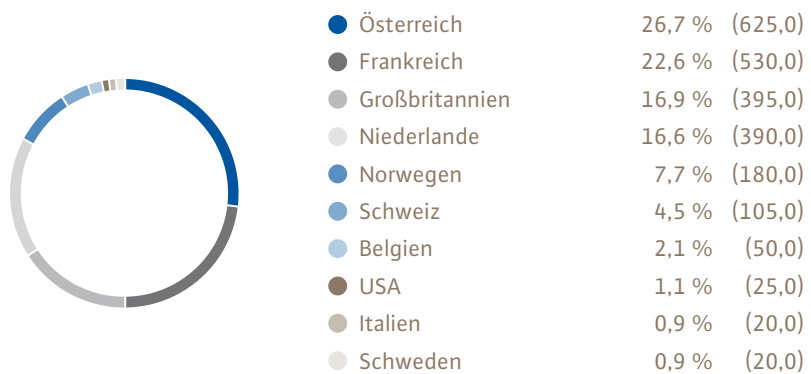 Österreich 26,7 % (625,0)
Frankreich 22,6 % (530,0)
Großbritannien 16,9 % (395,0)
Niederlande 16,6 % (390,0)
Norwegen 7,7 % (180,0)
Schweiz 4,5 % (105,0)
Belgien 2,1 % (50,0)
USA 1,1 % (25,0)
Italien 0,9 % (20,0)
Schweden 0,9 % (20,0)